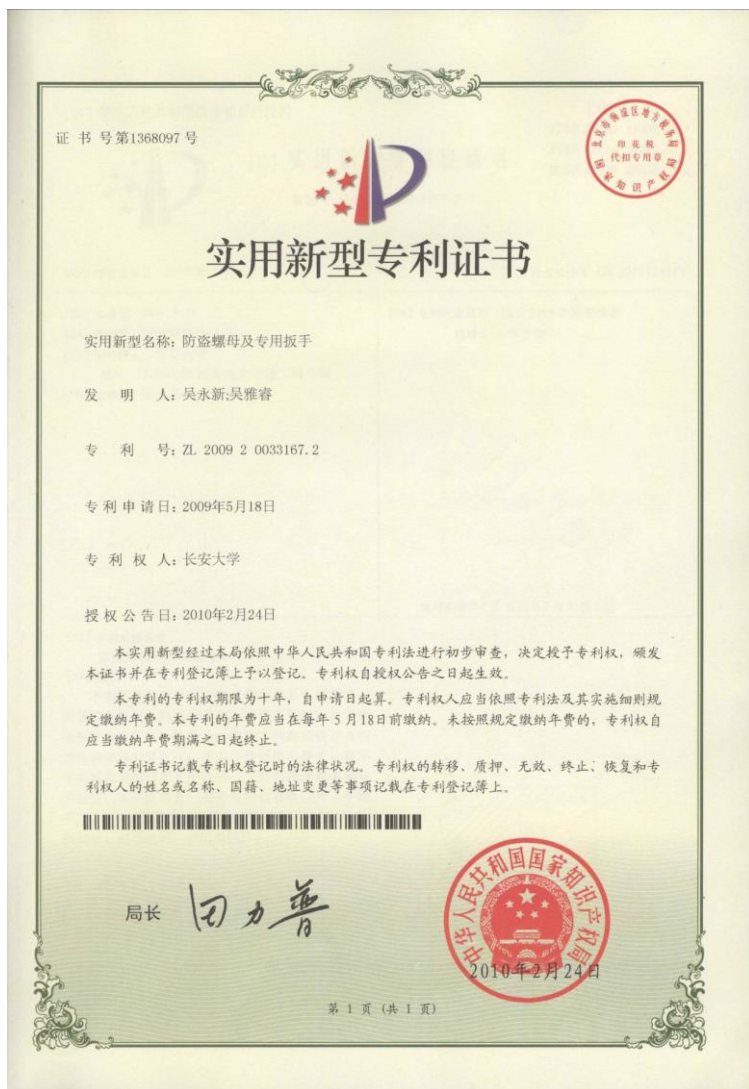 证 书 号第1368097号
北京市海淀区地方税务局
印 花 税
代扣专用章
国家知识产权局
实用新型专利证书
实用新型名称：防盗螺母及专用扳手
发 明 人：吴永新;吴雅睿
专 利 号：ZL 2009 2 0033167.2
专利申请日：2009年5月18日
专 利 权 人：长安大学
授权公告日：2010年2月24日
本实用新型经过本局依照中华人民共和国专利法进行初步审查，决定授予专利权，颁发
本证书并在专利登记簿上予以登记。专利权自授权公告之日起生效。
本专利的专利权期限为十年，自申请日起算。专利权人应当依照专利法及其实施细则规
定缴纳年费。本专利的年费应当在每年5月18日前缴纳。未按照规定缴纳年费的，专利权自
应当缴纳年费期满之日起终止。
专利证书记载专利权登记时的法律状况。专利权的转移、质押、无效、终止、恢复和专
利权人的姓名或名称、国籍、地址变更等事项记载在专利登记簿上。
局长 田力普
中华人民共和国国家知识产权局
2010年2月24日
第 1 页 (共 1 页)